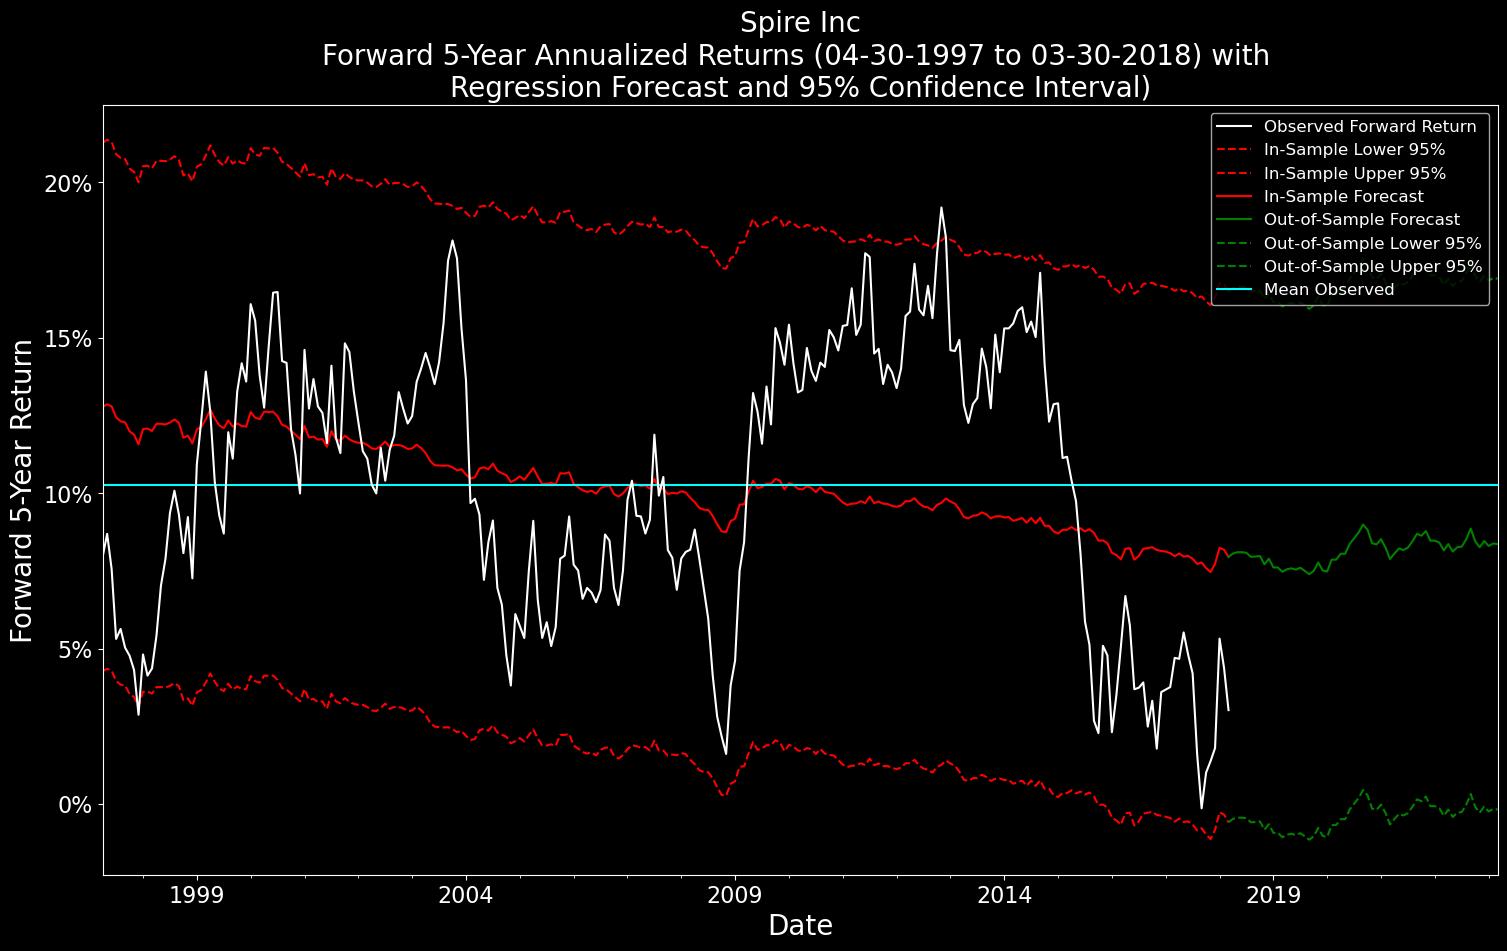 Spire Inc
Forward 5-Year Annualized Returns (04-30-1997 to 03-30-2018) with
Regression Forecast and 95% Confidence Interval)
Observed Forward Return
In-Sample Lower 95%
In-Sample Upper 95%
In-Sample Forecast
Out-of-Sample Forecast
Out-of-Sample Lower 95%
Out-of-Sample Upper 95%
Mean Observed
Forward 5-Year Return
20%
15%
10%
5%
0%
1999
2004
2009
2014
2019
Date